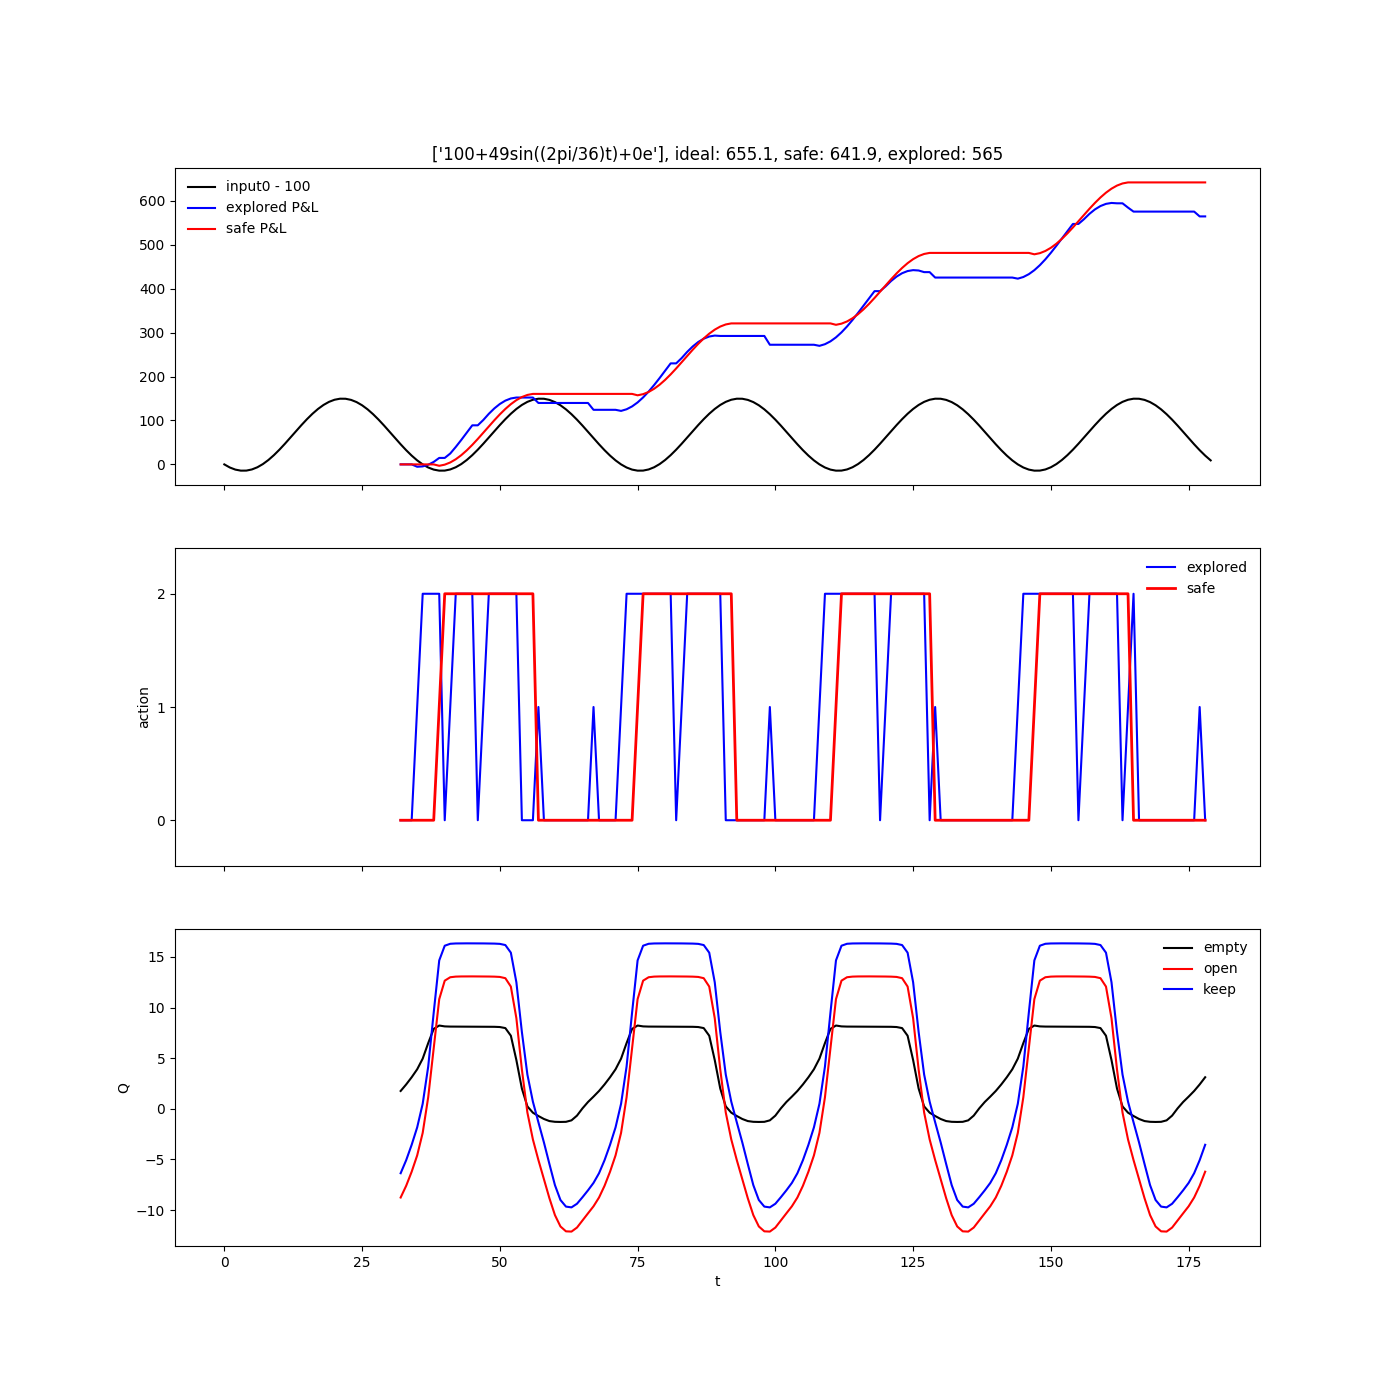 ['100+49sin((2pi/36)t)+0e'], ideal: 655.1, safe: 641.9, explored: 565
input0 - 100
explored P&L
safe P&L
600
500
400
300
200
100
0
explored
safe
2
1
0
action
empty
open
keep
15
10
5
0
−5
−10
Q
0 25 50 75 100 125 150 175
t